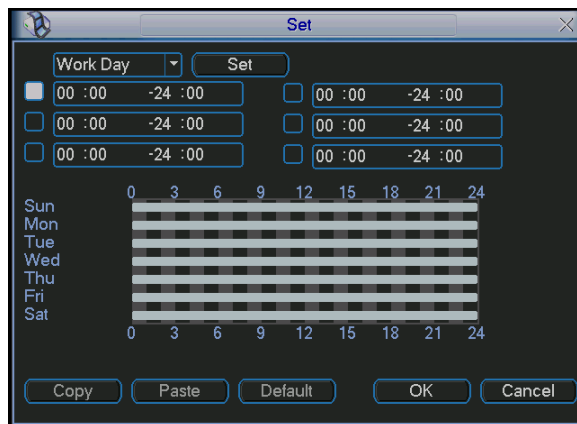 Set
Work Day Set
00 :00 -24 :00 00 :00 -24 :00
00 :00 -24 :00 00 :00 -24 :00
00 :00 -24 :00 00 :00 -24 :00
0 3 6 9 12 15 18 21 24
Sun
Mon
Tue
Wed
Thu
Fri
Sat
0 3 6 9 12 15 18 21 24
Copy Paste Default OK Cancel